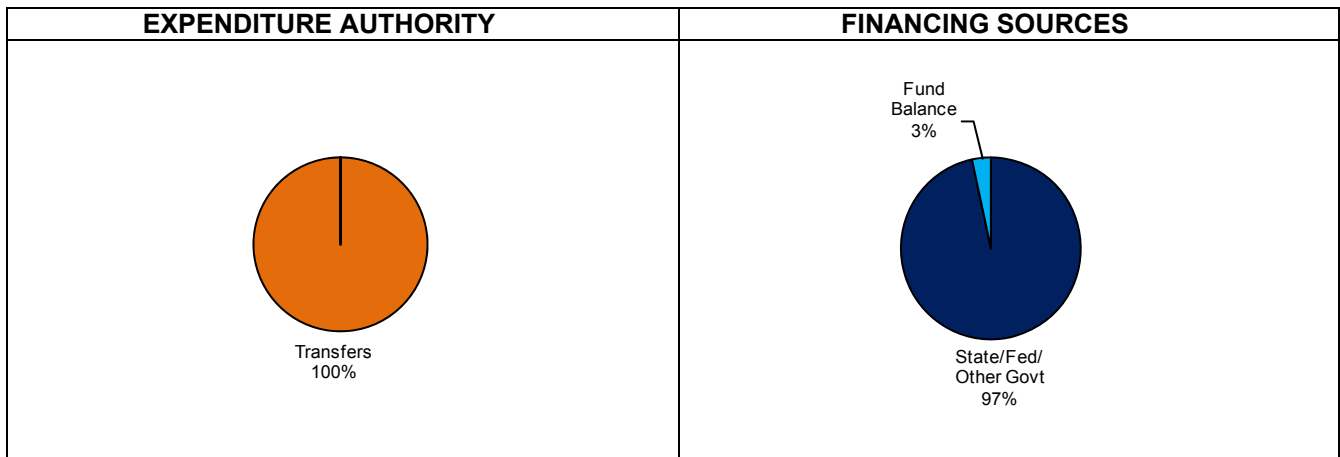 EXPENDITURE AUTHORITY
FINANCING SOURCES
Transfers
100%
Fund
Balance
3%
State/Fed/
Other Govt
97%